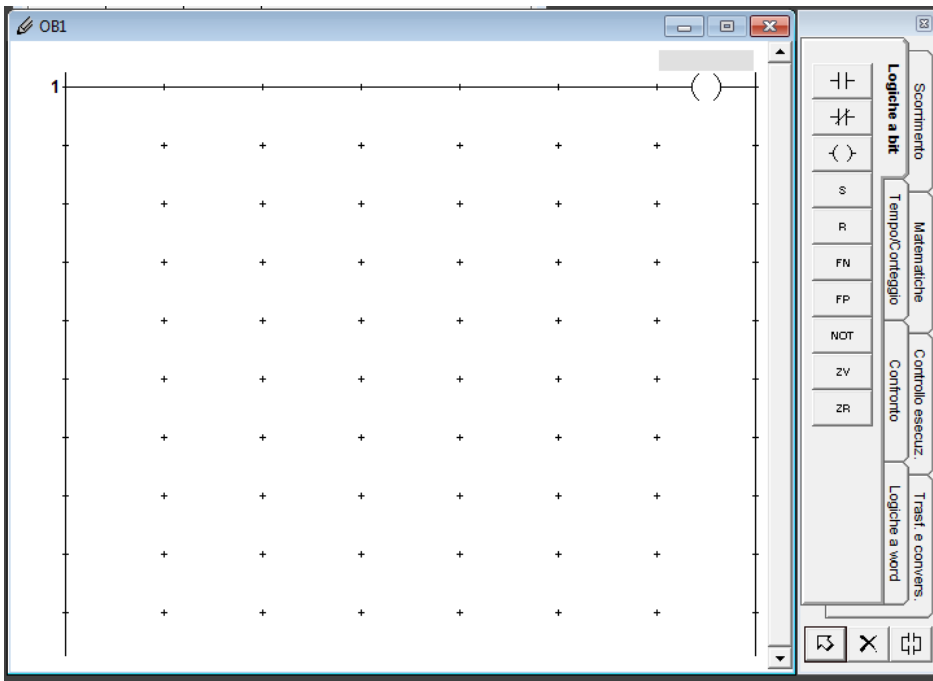 OB1
1
S
R
FN
FP
NOT
ZV
ZR
Logiche a bit
Tempo/Conteggio
Confronto
Logiche a word
Scorrimento
Matematiche
Controllo esecuz.
Trasf. e convers.